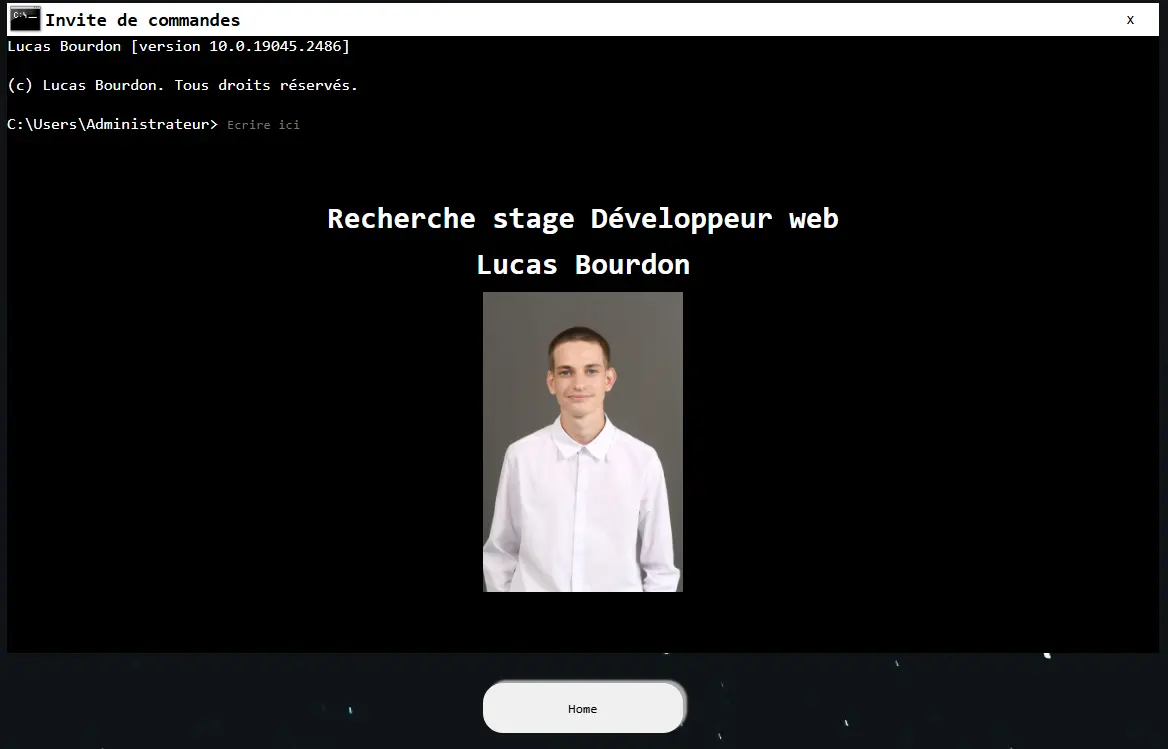 C:\
Invite de commandes
X
Lucas Bourdon [version 10.0.19045.2486]
(c) Lucas Bourdon. Tous droits réservés.
C:\Users\Administrateur> Ecrire ici
Recherche stage Développeur web
Lucas Bourdon
Home